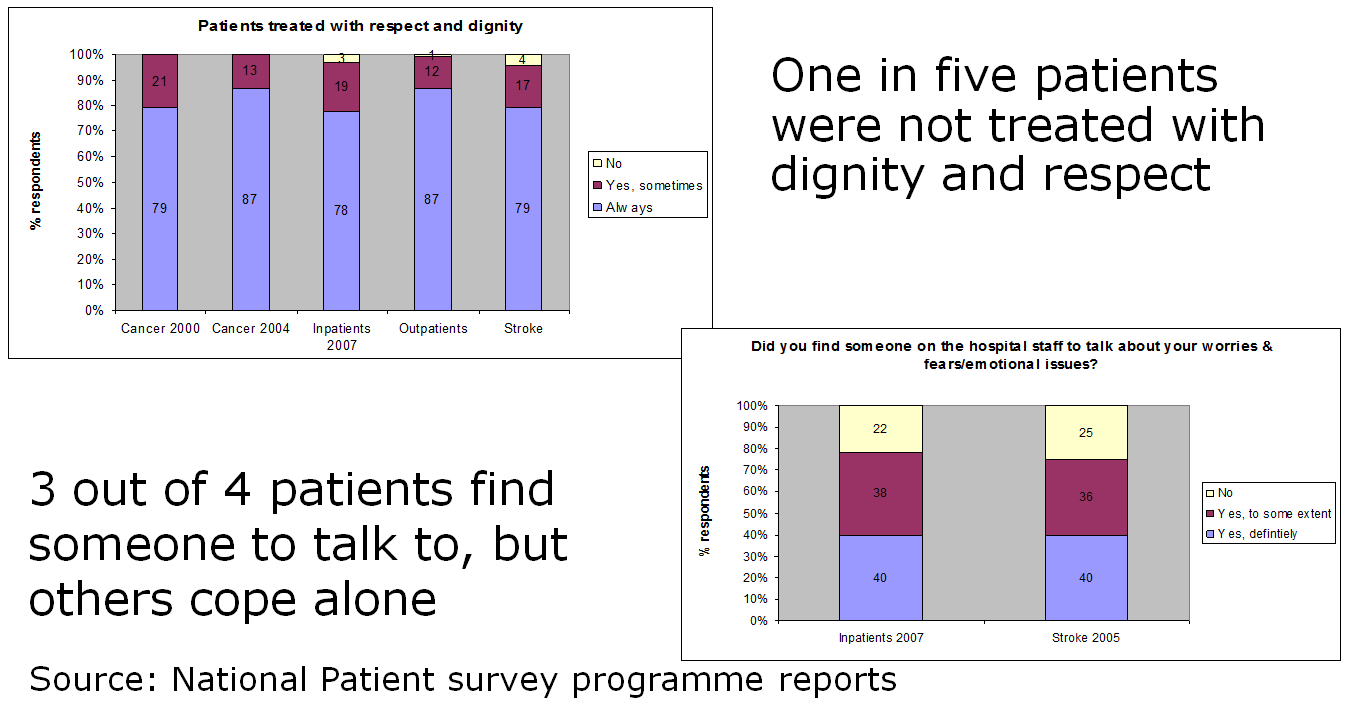 Patients treated with respect and dignity
100%
90%
80%
70%
60%
50%
40%
30%
20%
10%
0%
% respondents
21
13
3
19
1
12
4
17
79
87
78
87
79
Cancer 2000
Cancer 2004
Inpatients
2007
Outpatients
Stroke
No
Yes, sometimes
Always
One in five patients
were not treated with
dignity and respect
Did you find someone on the hospital staff to talk about your worries &
fears/emotional issues?
100%
90%
80%
70%
60%
50%
40%
30%
20%
10%
0%
% respondents
22
25
38
36
40
40
Inpatients 2007
Stroke 2005
No
Yes, to some extent
Yes, defintiely
3 out of 4 patients find
someone to talk to, but
others cope alone
Source: National Patient survey programme reports